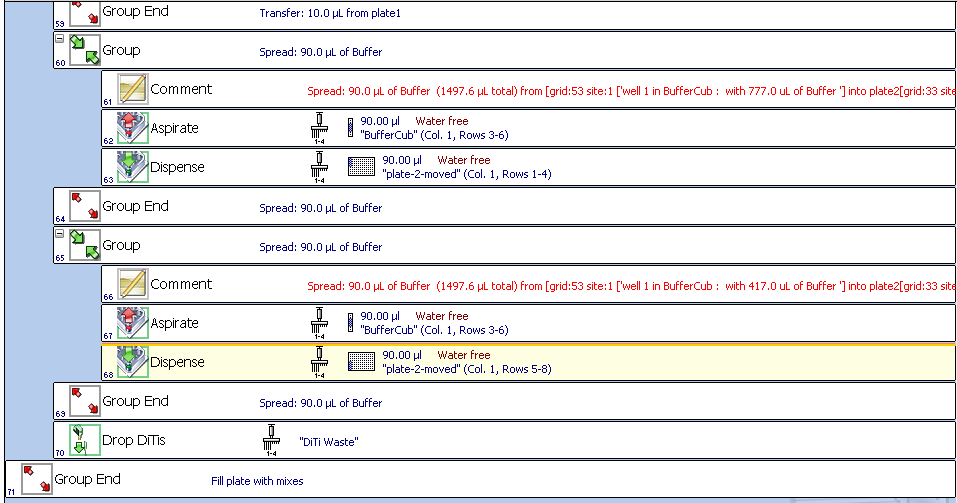 59 Group End Transfer: 10.0 µL from plate1
60 Group Spread: 90.0 µL of Buffer
61 Comment Spread: 90.0 µL of Buffer (1497.6 µL total) from [grid:53 site:1 ['well 1 in BufferCub : with 777.0 uL of Buffer '] into plate2[grid:33 site
62 Aspirate 1-4 90.00 µl Water free
"BufferCub" (Col. 1, Rows 3-6)
63 Dispense 1-4 90.00 µl Water free
"plate-2-moved" (Col. 1, Rows 1-4)
64 Group End Spread: 90.0 µL of Buffer
65 Group Spread: 90.0 µL of Buffer
66 Comment Spread: 90.0 µL of Buffer (1497.6 µL total) from [grid:53 site:1 ['well 1 in BufferCub : with 417.0 uL of Buffer '] into plate2[grid:33 site
67 Aspirate 1-4 90.00 µl Water free
"BufferCub" (Col. 1, Rows 3-6)
68 Dispense 1-4 90.00 µl Water free
"plate-2-moved" (Col. 1, Rows 5-8)
69 Group End Spread: 90.0 µL of Buffer
70 Drop DiTis 1-4 "DiTi Waste"
71 Group End Fill plate with mixes